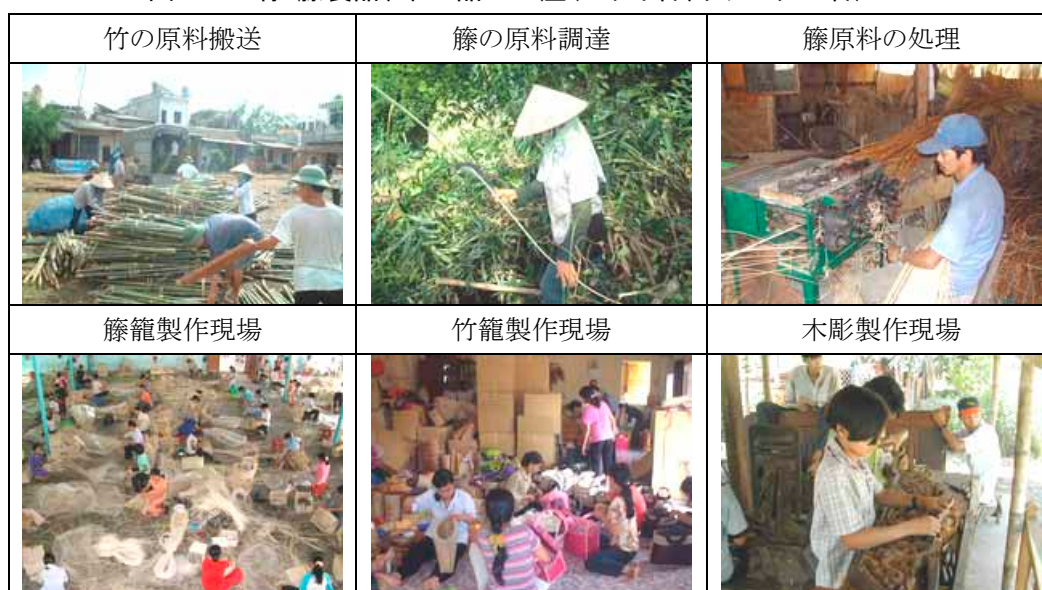 竹の原料搬送
籐の原料調達
籐原料の処理
籐籠製作現場
竹籠製作現場
木彫製作現場